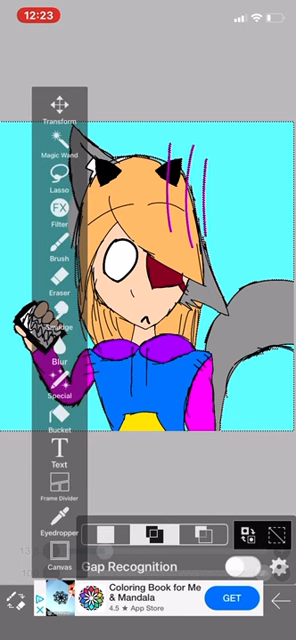 12:23
Transform
Magic Wand
Lasso
FX
Filter
Brush
Eraser
Smudge
Blur
Special
Bucket
T
Text
Frame Divider
Eyedropper
Canvas
Gap Recognition
Coloring Book for Me
& Mandala
4.5 ★ App Store
GET